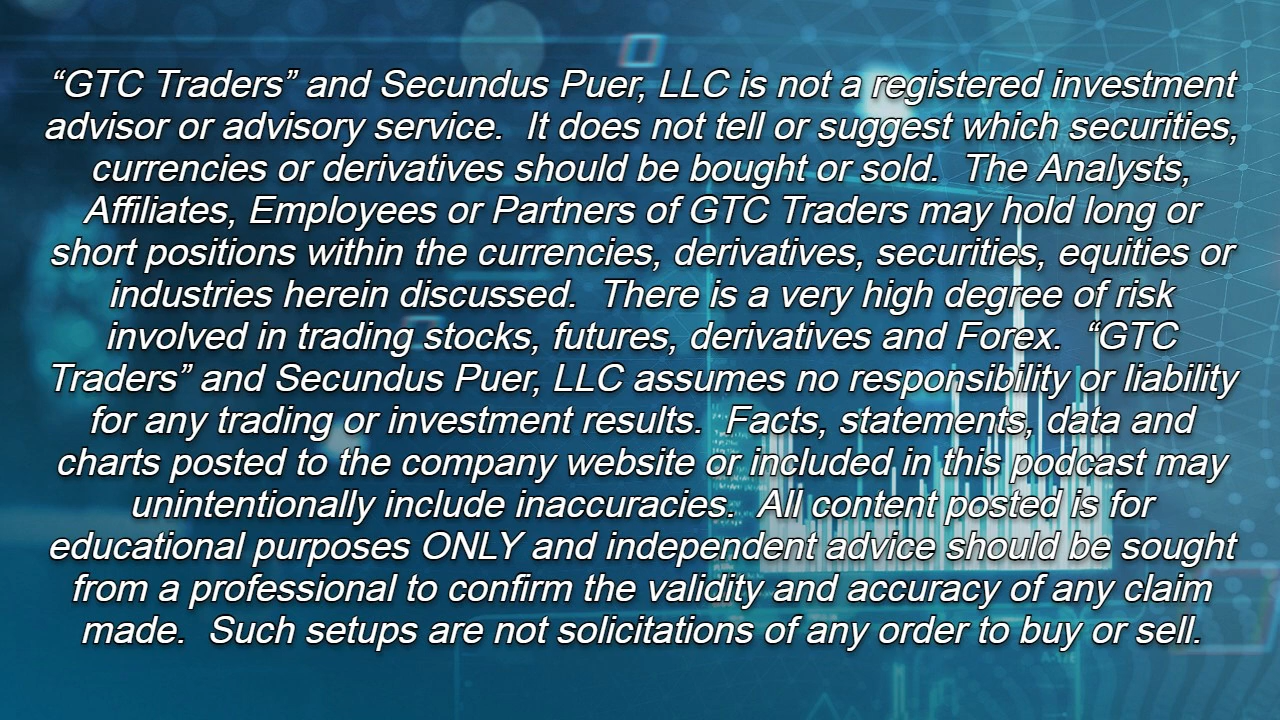 “GTC Traders” and Secundus Puer, LLC is not a registered investment
advisor or advisory service.  It does not tell or suggest which securities,
currencies or derivatives should be bought or sold.  The Analysts,
Affiliates, Employees or Partners of GTC Traders may hold long or
short positions within the currencies, derivatives, securities, equities or
industries herein discussed.  There is a very high degree of risk
involved in trading stocks, futures, derivatives and Forex.  “GTC
Traders” and Secundus Puer, LLC assumes no responsibility or liability
for any trading or investment results.  Facts, statements, data and
charts posted to the company website or included in this podcast may
unintentionally include inaccuracies.  All content posted is for
educational purposes ONLY and independent advice should be sought
from a professional to confirm the validity and accuracy of any claim
made.  Such setups are not solicitations of any order to buy or sell.